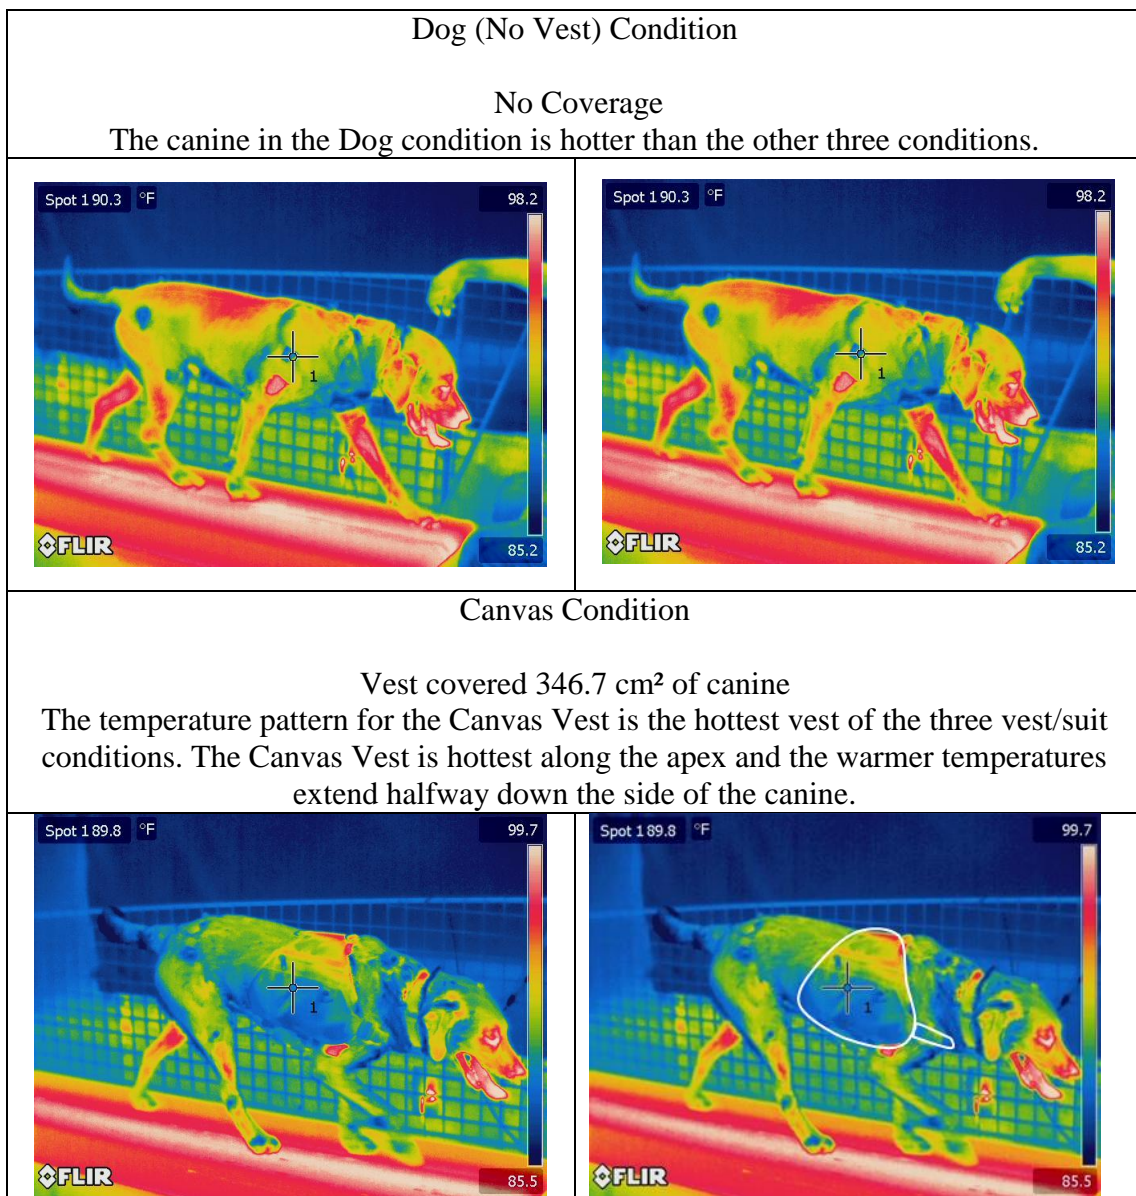 Dog (No Vest) Condition
No Coverage
The canine in the Dog condition is hotter than the other three conditions.
Spot 1 90.3 °F 98.2
1
FLIR 85.2
Spot 1 90.3 °F 98.2
1
FLIR 85.2
Canvas Condition
Vest covered 346.7 cm² of canine
The temperature pattern for the Canvas Vest is the hottest vest of the three vest/suit
conditions. The Canvas Vest is hottest along the apex and the warmer temperatures
extend halfway down the side of the canine.
Spot 1 89.8 °F 99.7
1
FLIR 85.5
Spot 1 89.8 °F 99.7
1
FLIR 85.5